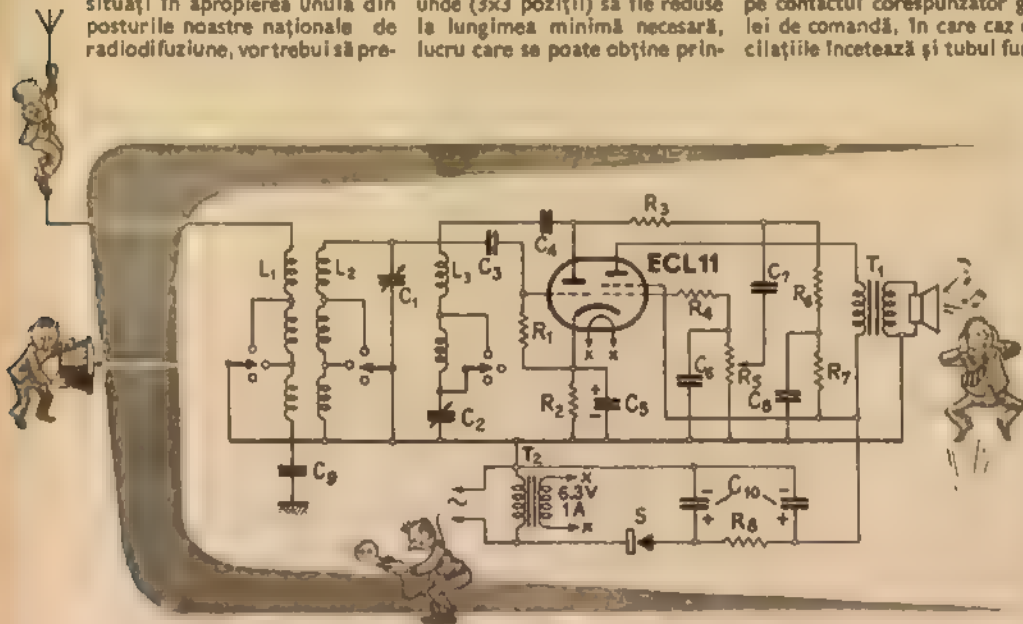 situați în apropierea unuia din
posturile noastre naționale de
radiodifuziune, vor trebui să pre-
unde (3x3 poziții) să fie reduse
la lungimea minimă necesară,
lucru care se poate obține prin-
pe contactul corespunzător
lei de comandă, în care caz
cilațiile încetează și tubul
L1
L2
C1
L3
C2
C3
C4
R1
R2
C5
ECL11
R3
R4
C6
R5
C7
C8
R6
R7
T1
C9
T2
6.3V
1A
x
x
x
x
~
S
C10
R8
+
−
−
−
+
+